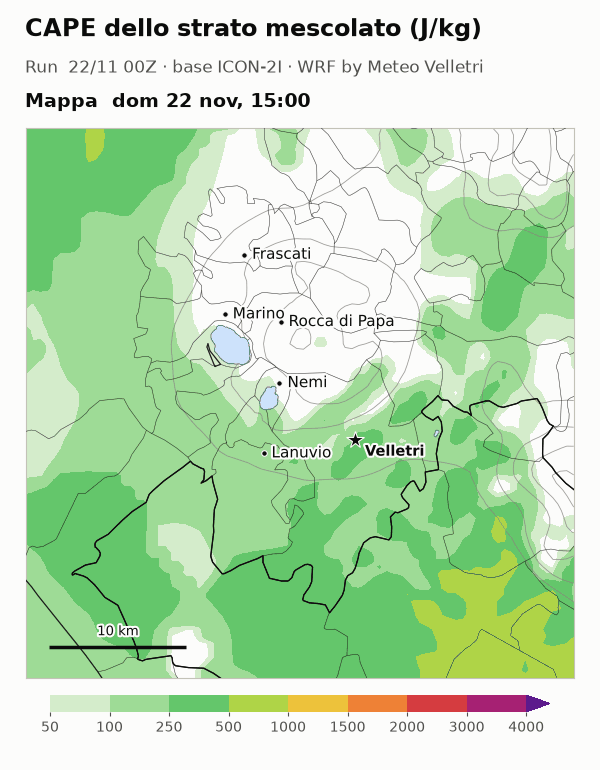 CAPE dello strato mescolato (J/kg)
Run  22/11 00Z · base ICON-2I · WRF by Meteo Velletri
Mappa  dom 22 nov, 15:00
Frascati
Marino
Rocca di Papa
Nemi
Velletri
Lanuvio
10 km
50 100 250 500 1000 1500 2000 3000 4000